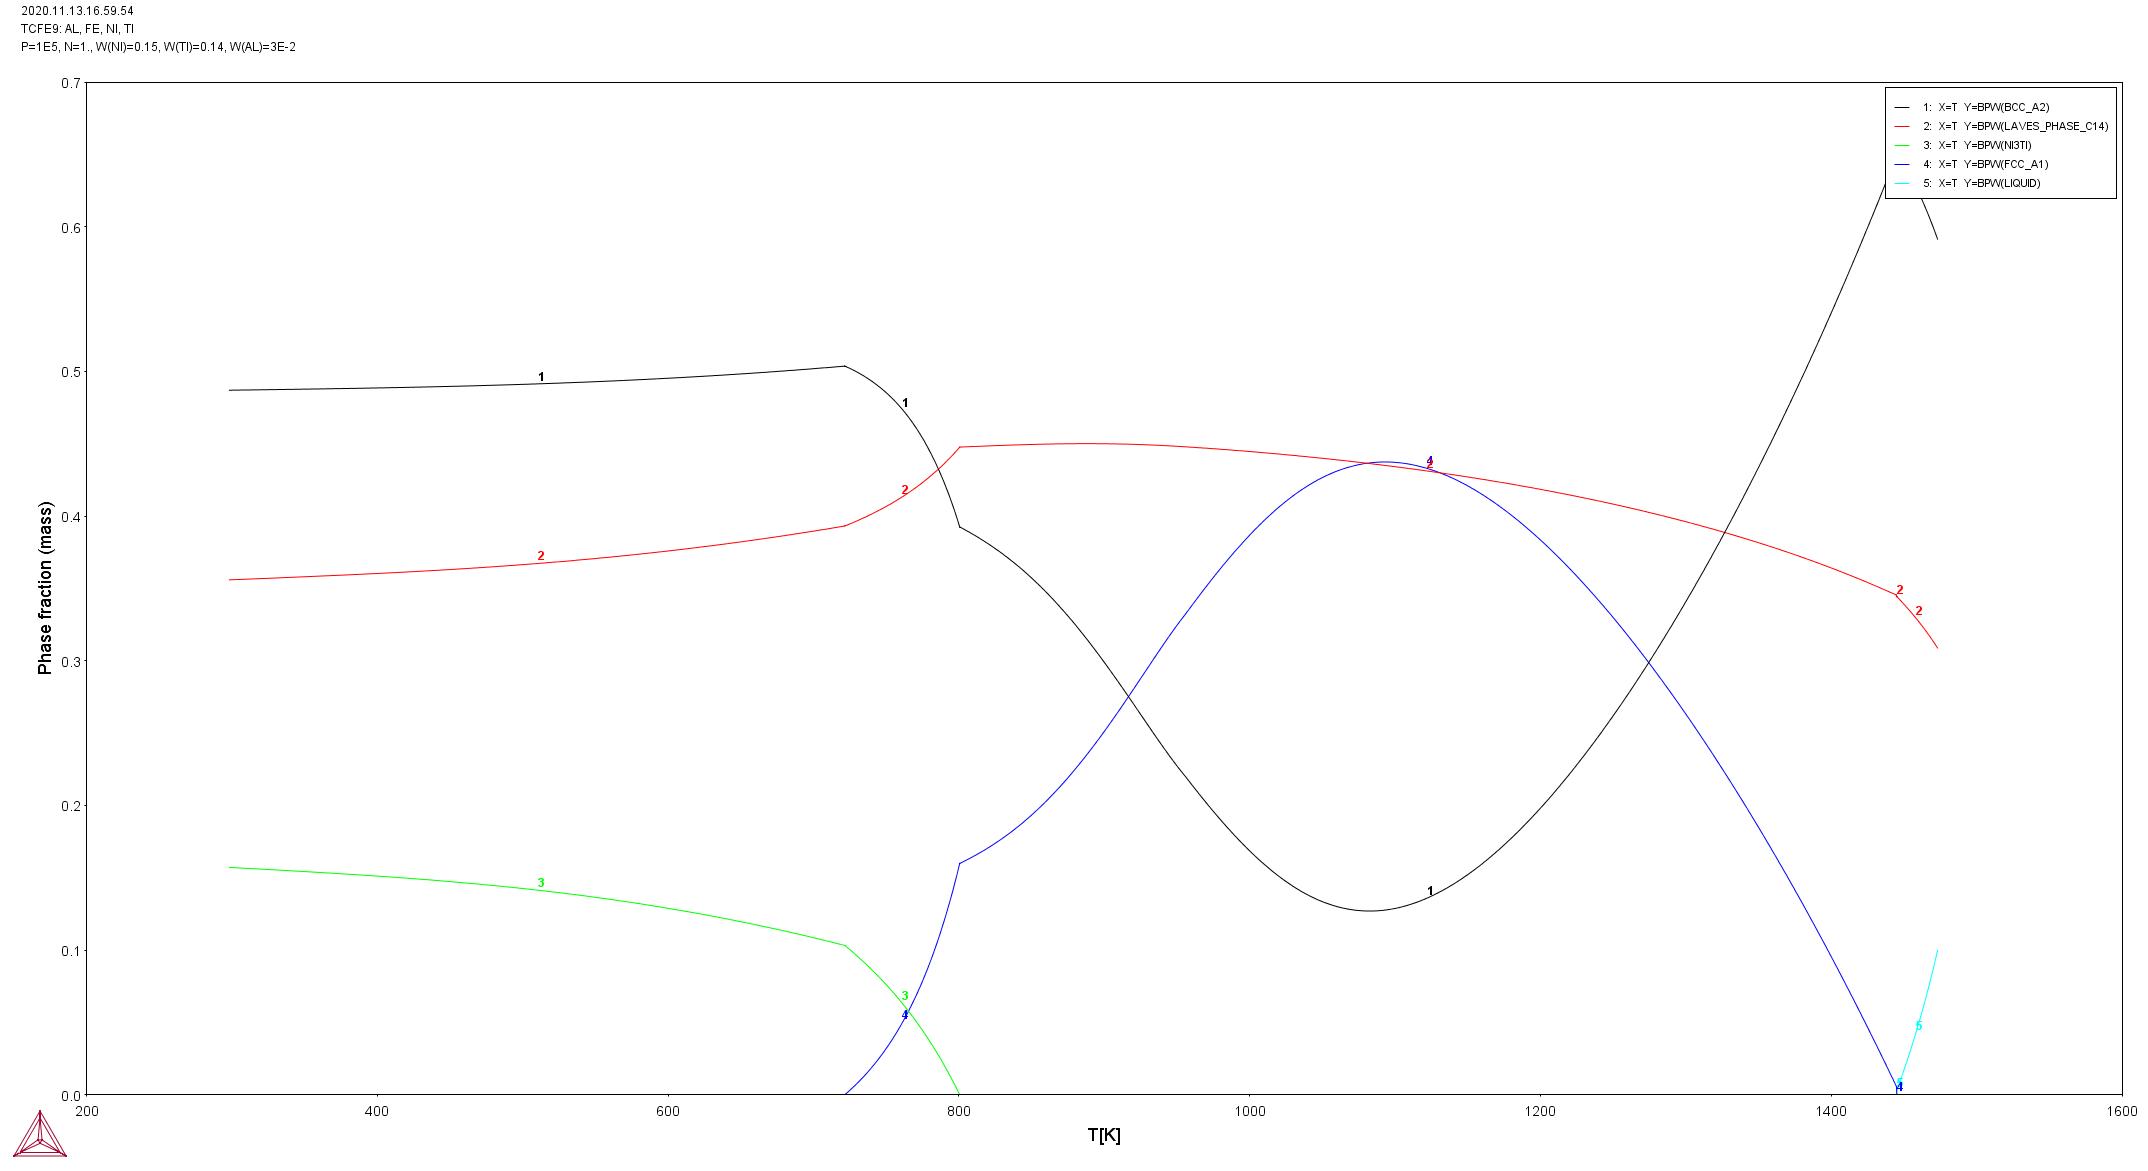 2020.11.13.16.59.54
TCFE9: AL, FE, NI, TI
P=1E5, N=1., W(NI)=0.15, W(TI)=0.14, W(AL)=3E-2
0.7
0.6
0.5
0.4
0.3
0.2
0.1
0.0
Phase fraction (mass)
1: X=T Y=BPW(BCC_A2)
2: X=T Y=BPW(LAVES_PHASE_C14)
3: X=T Y=BPW(NI3TI)
4: X=T Y=BPW(FCC_A1)
5: X=T Y=BPW(LIQUID)
1
1
2
2
3
3
4
4
2
1
2
2
5
4
200 400 600 800 1000 1200 1400 1600
T[K]